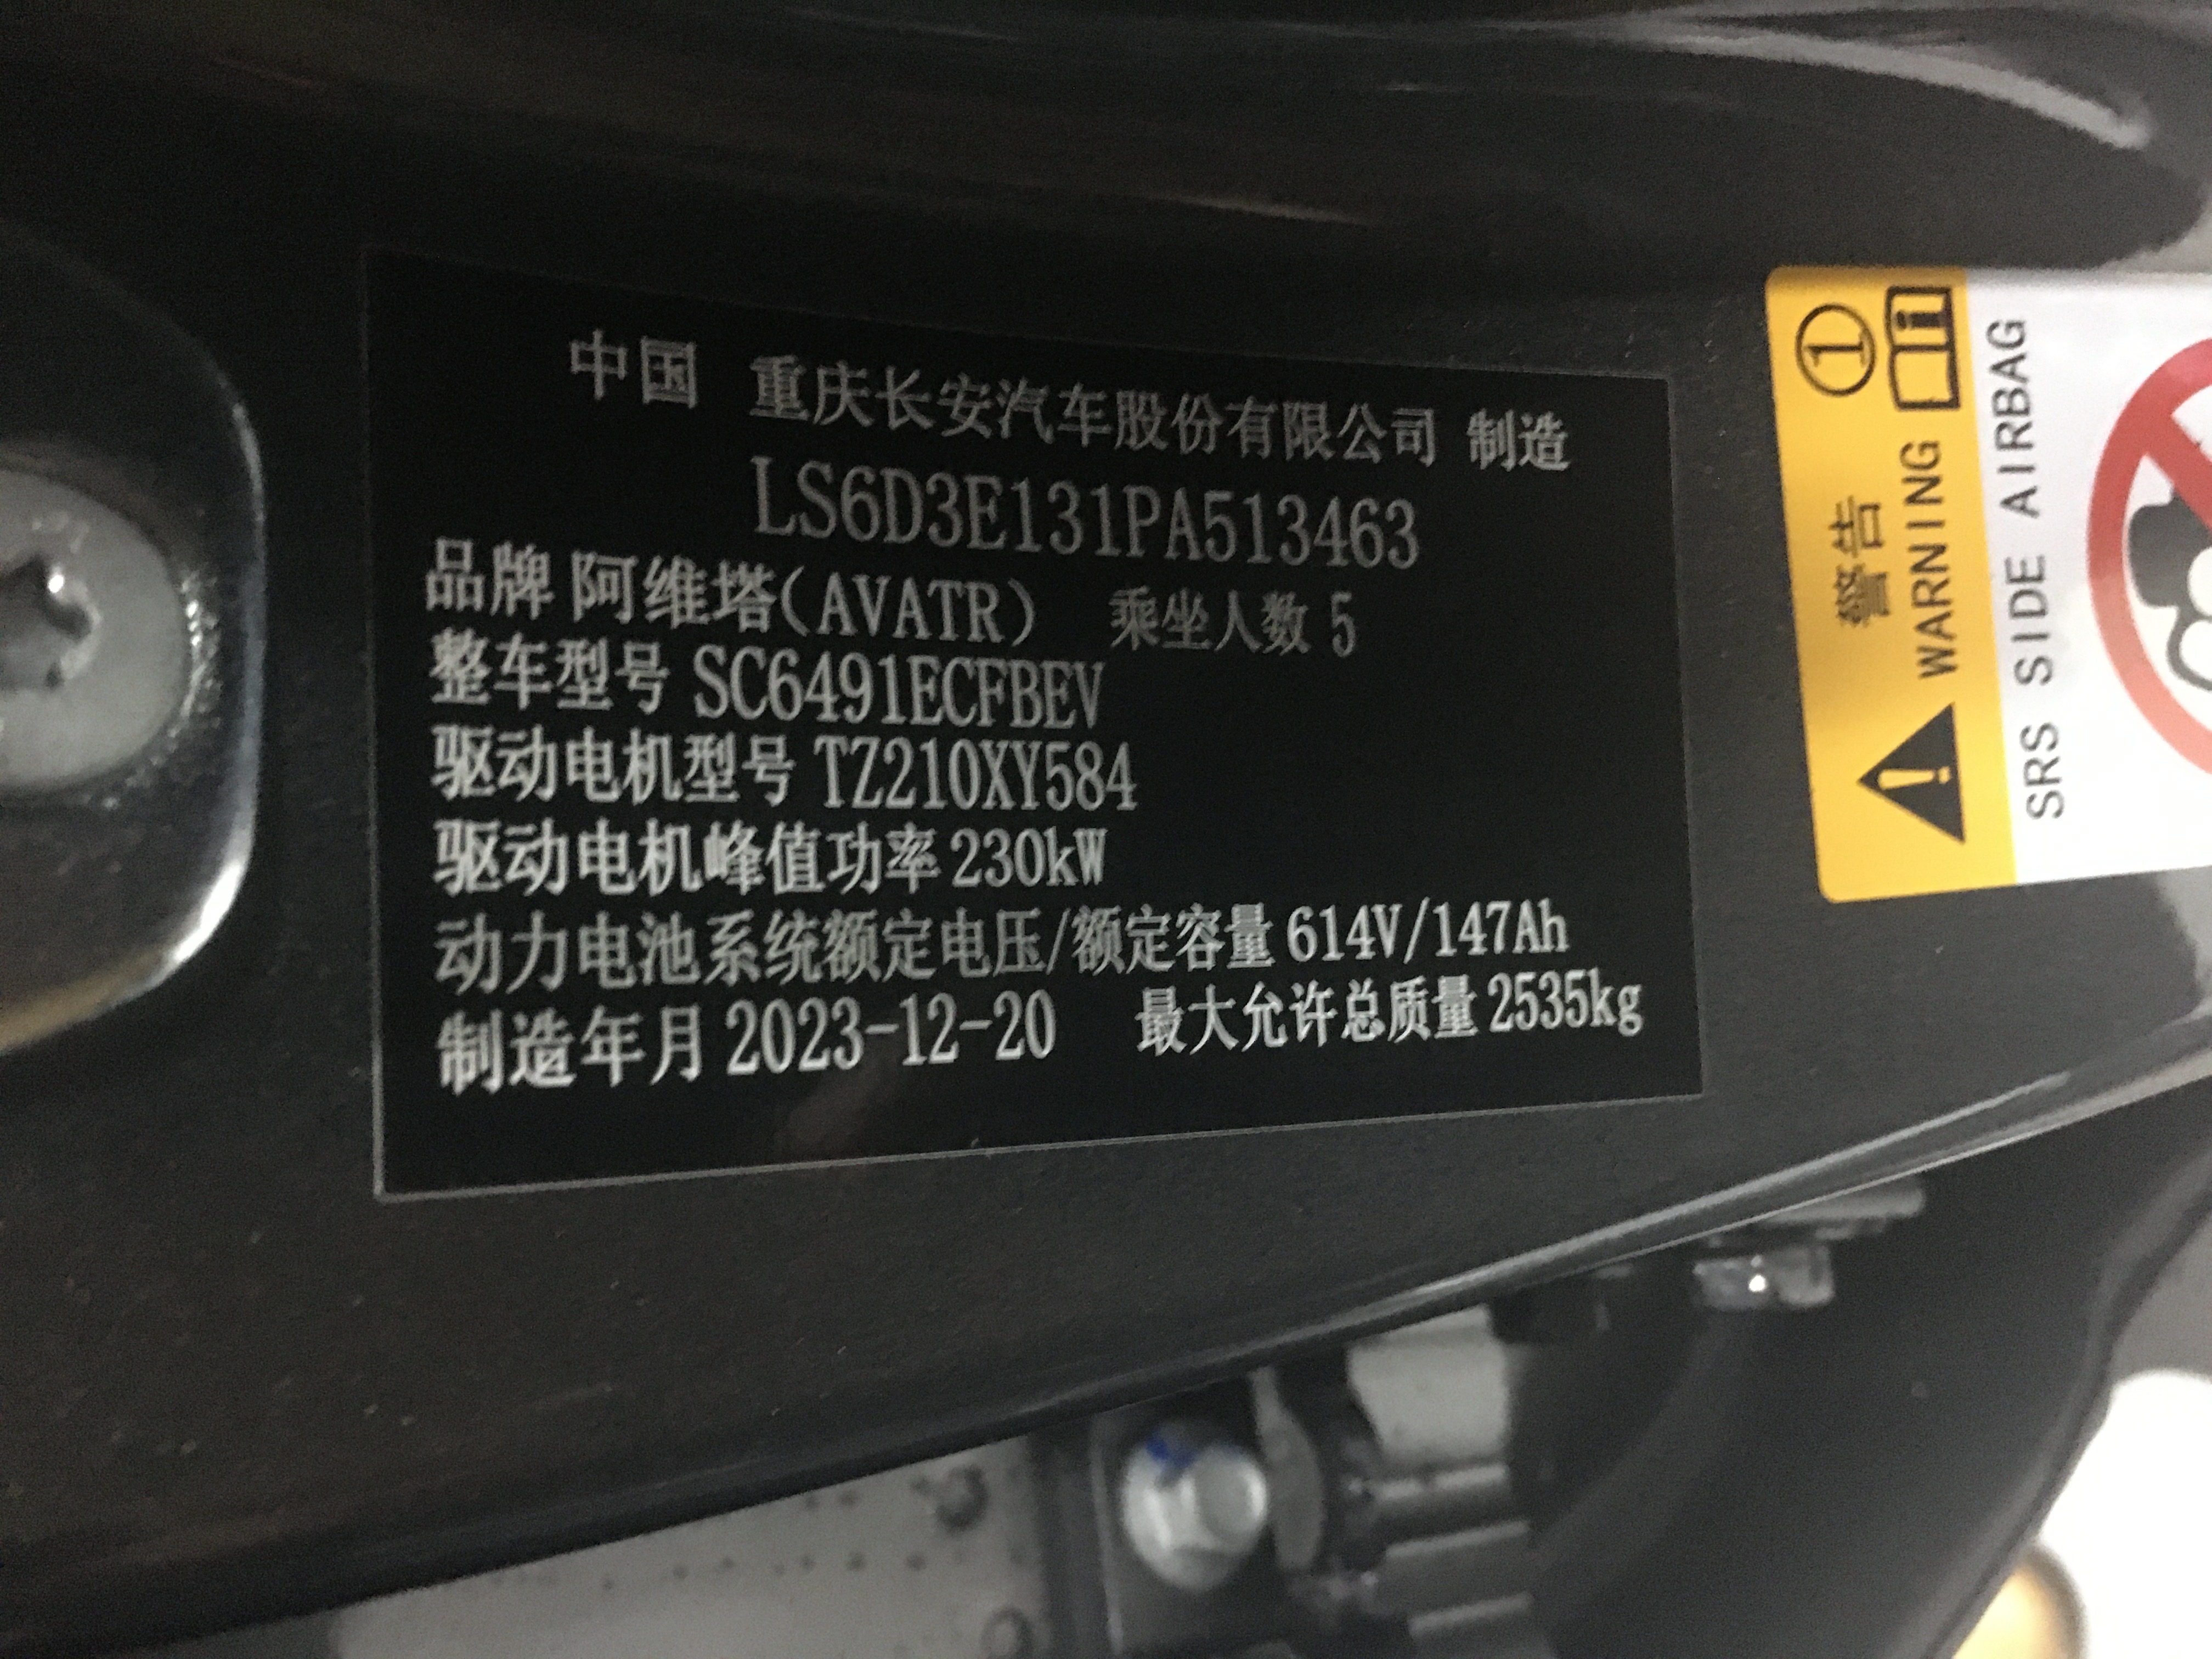 中国 重庆长安汽车股份有限公司 制造
LS6D3E131PA513463
品牌 阿维塔(AVATR) 乘坐人数 5
整车型号 SC6491ECFBEV
驱动电机型号 TZ210XY584
驱动电机峰值功率 230kW
动力电池系统额定电压/额定容量 614V/147Ah
制造年月 2023-12-20 最大允许总质量 2535kg
警告 ①
WARNING
SRS SIDE AIRBAG